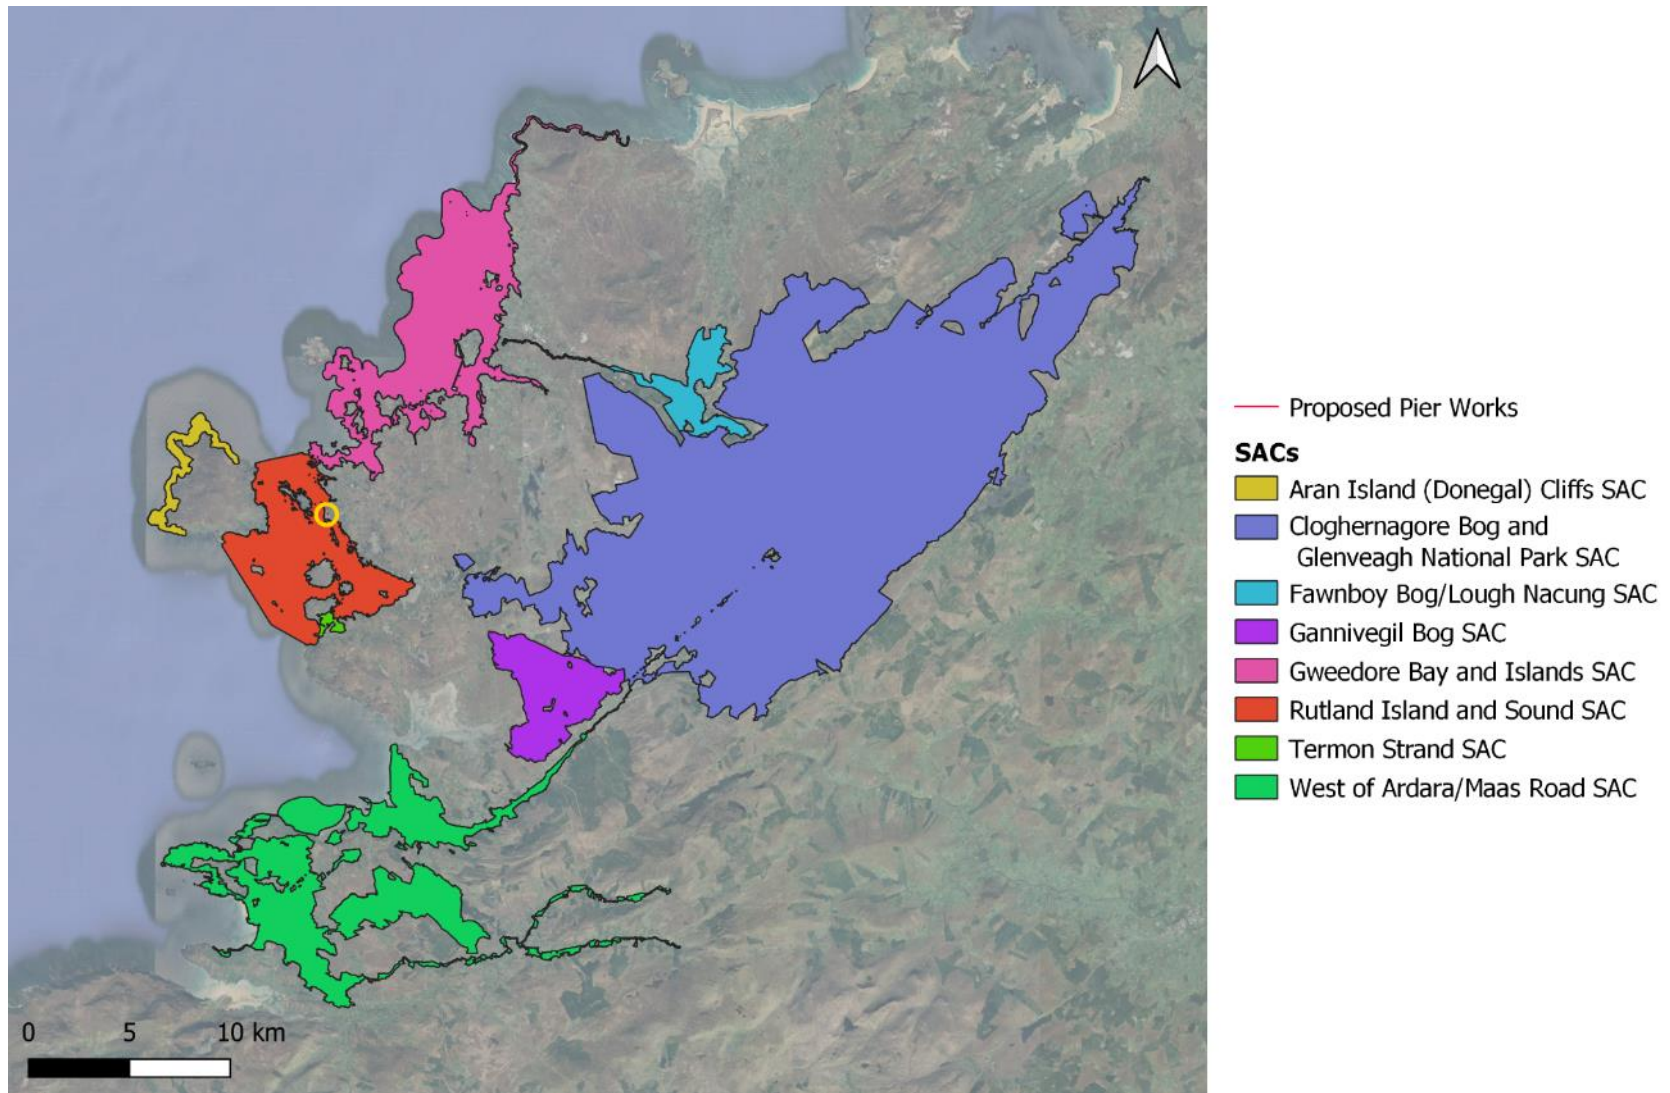 Proposed Pier Works
SACs
Aran Island (Donegal) Cliffs SAC
Cloghernagore Bog and
Glenveagh National Park SAC
Fawnboy Bog/Lough Nacung SAC
Gannivegil Bog SAC
Gweedore Bay and Islands SAC
Rutland Island and Sound SAC
Termon Strand SAC
West of Ardara/Maas Road SAC
0 5 10 km